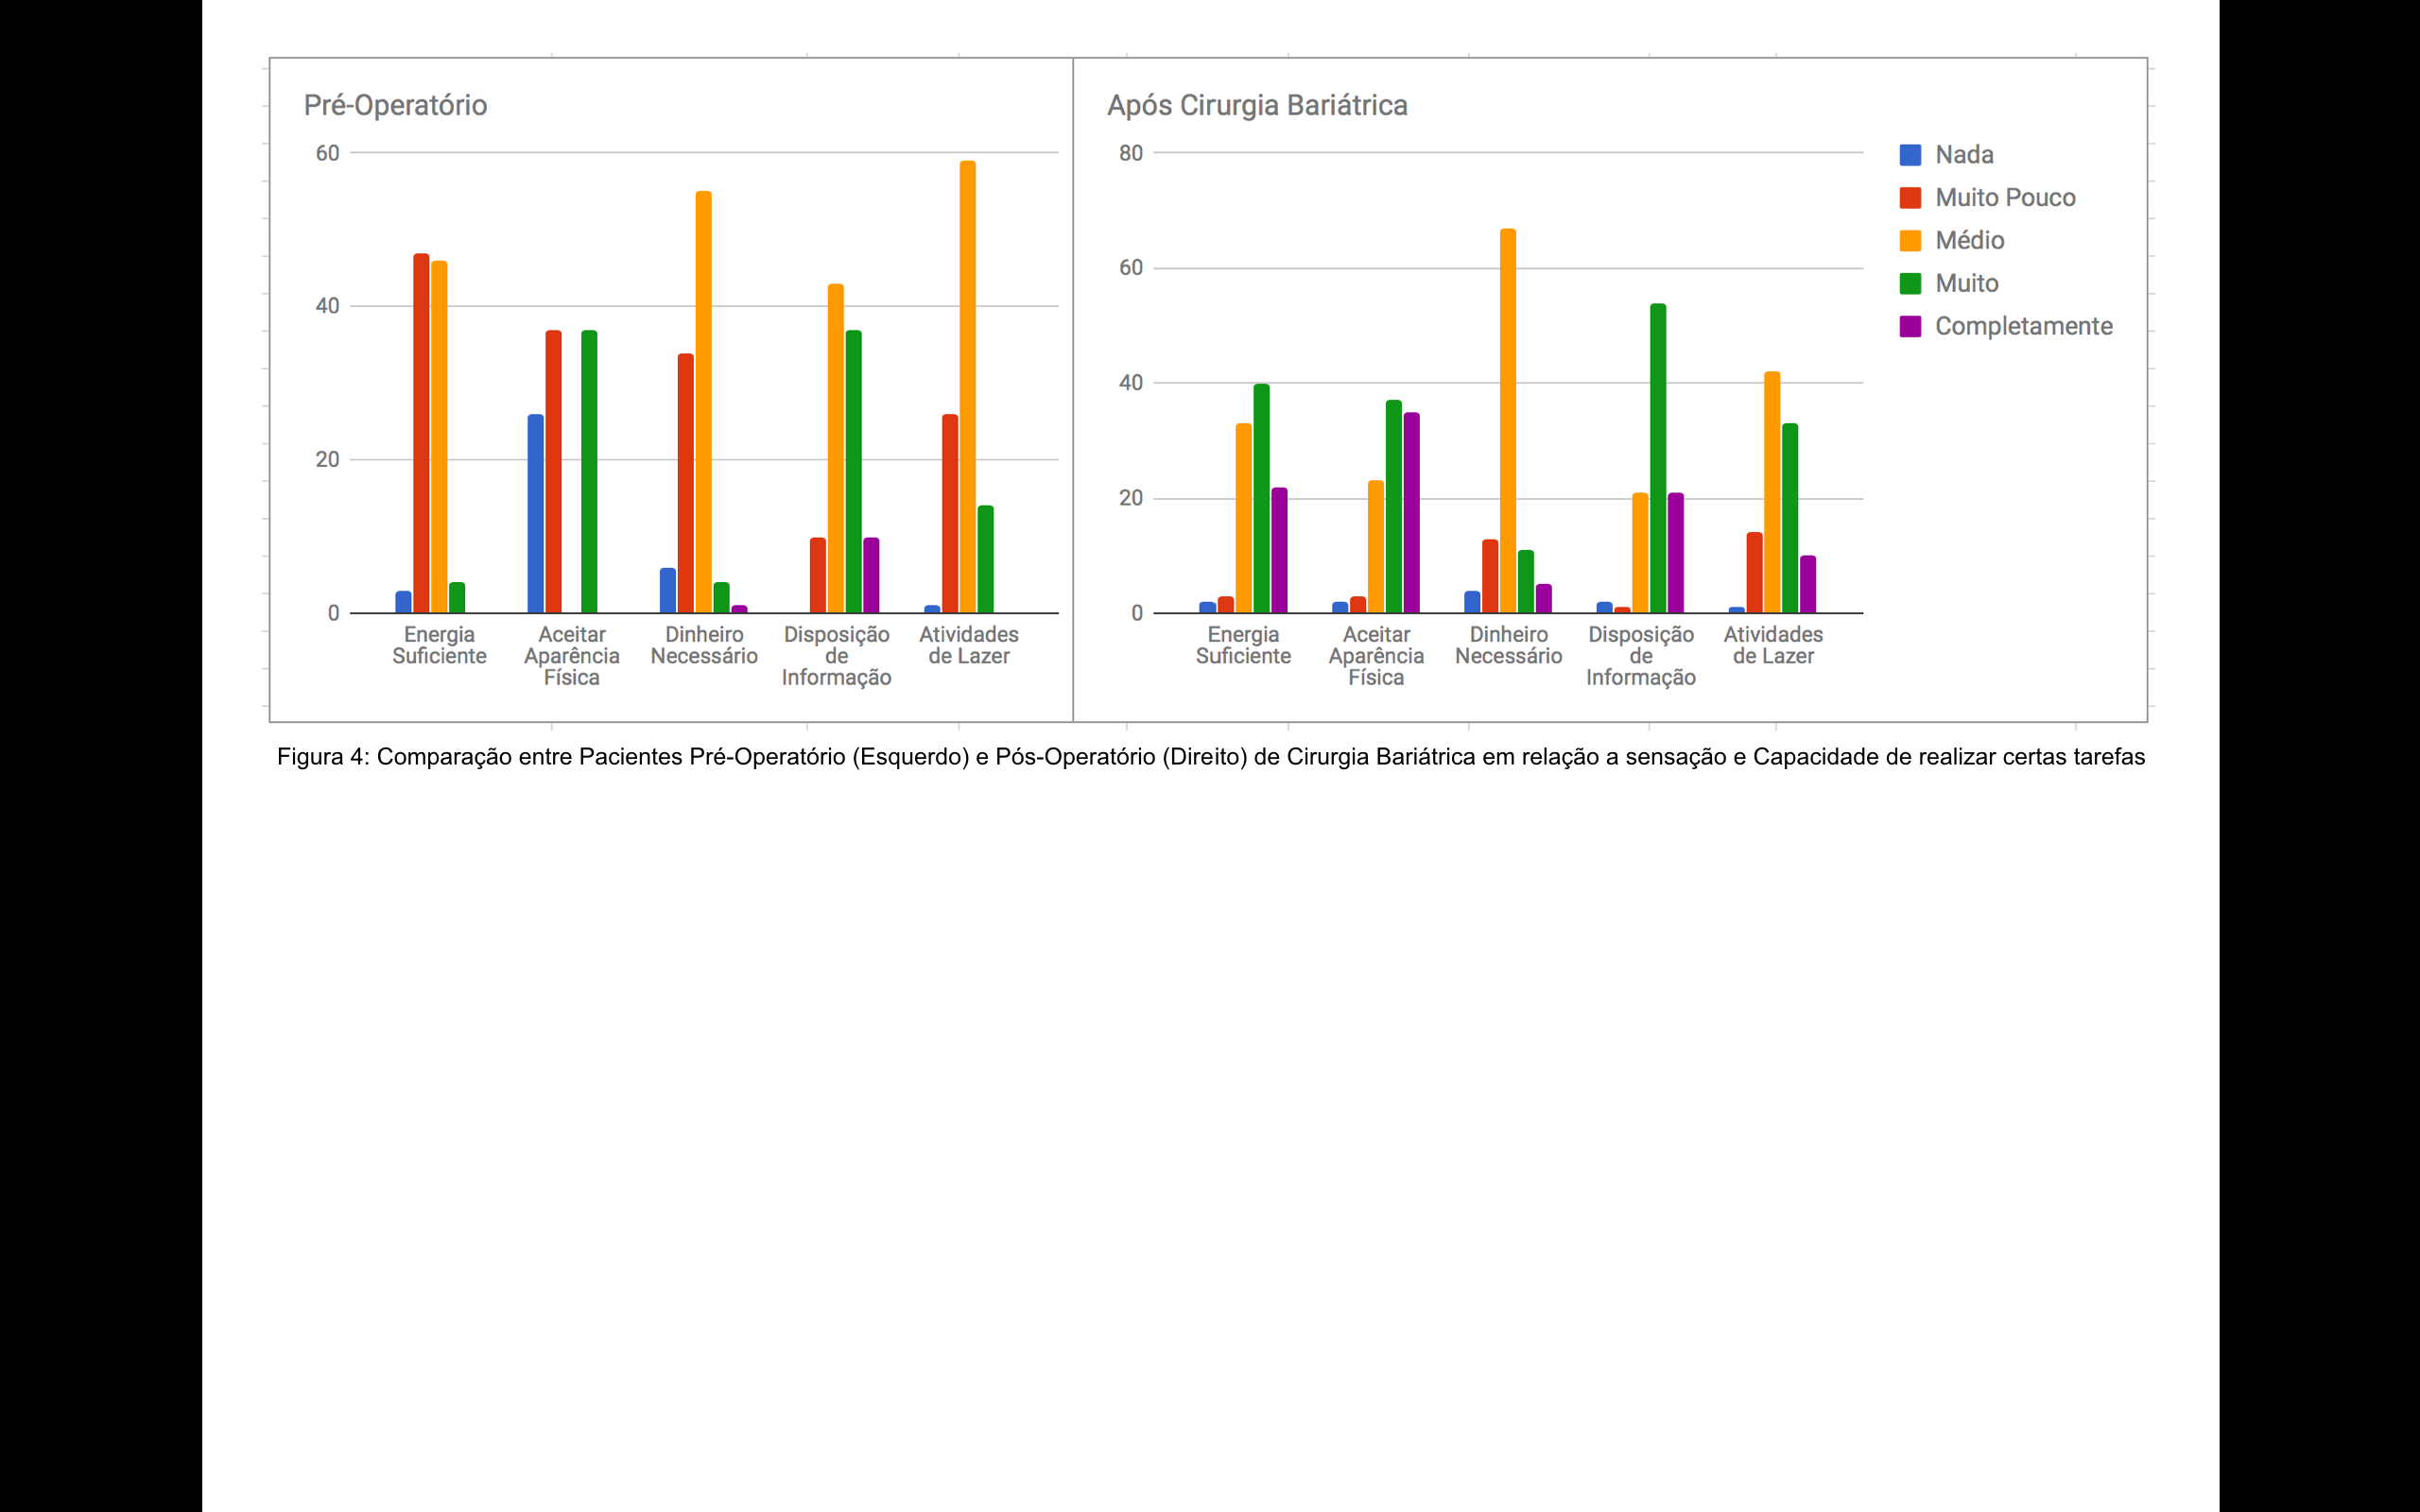 Pré-Operatório
60
40
20
0
Energia
Suficiente
Aceitar
Aparência
Física
Dinheiro
Necessário
Disposição
de
Informação
Atividades
de Lazer
Após Cirurgia Bariátrica
80
60
40
20
0
Energia
Suficiente
Aceitar
Aparência
Física
Dinheiro
Necessário
Disposição
de
Informação
Atividades
de Lazer
Nada
Muito Pouco
Médio
Muito
Completamente
Figura 4: Comparação entre Pacientes Pré-Operatório (Esquerdo) e Pós-Operatório (Direito) de Cirurgia Bariátrica em relação a sensação e Capacidade de realizar certas tarefas